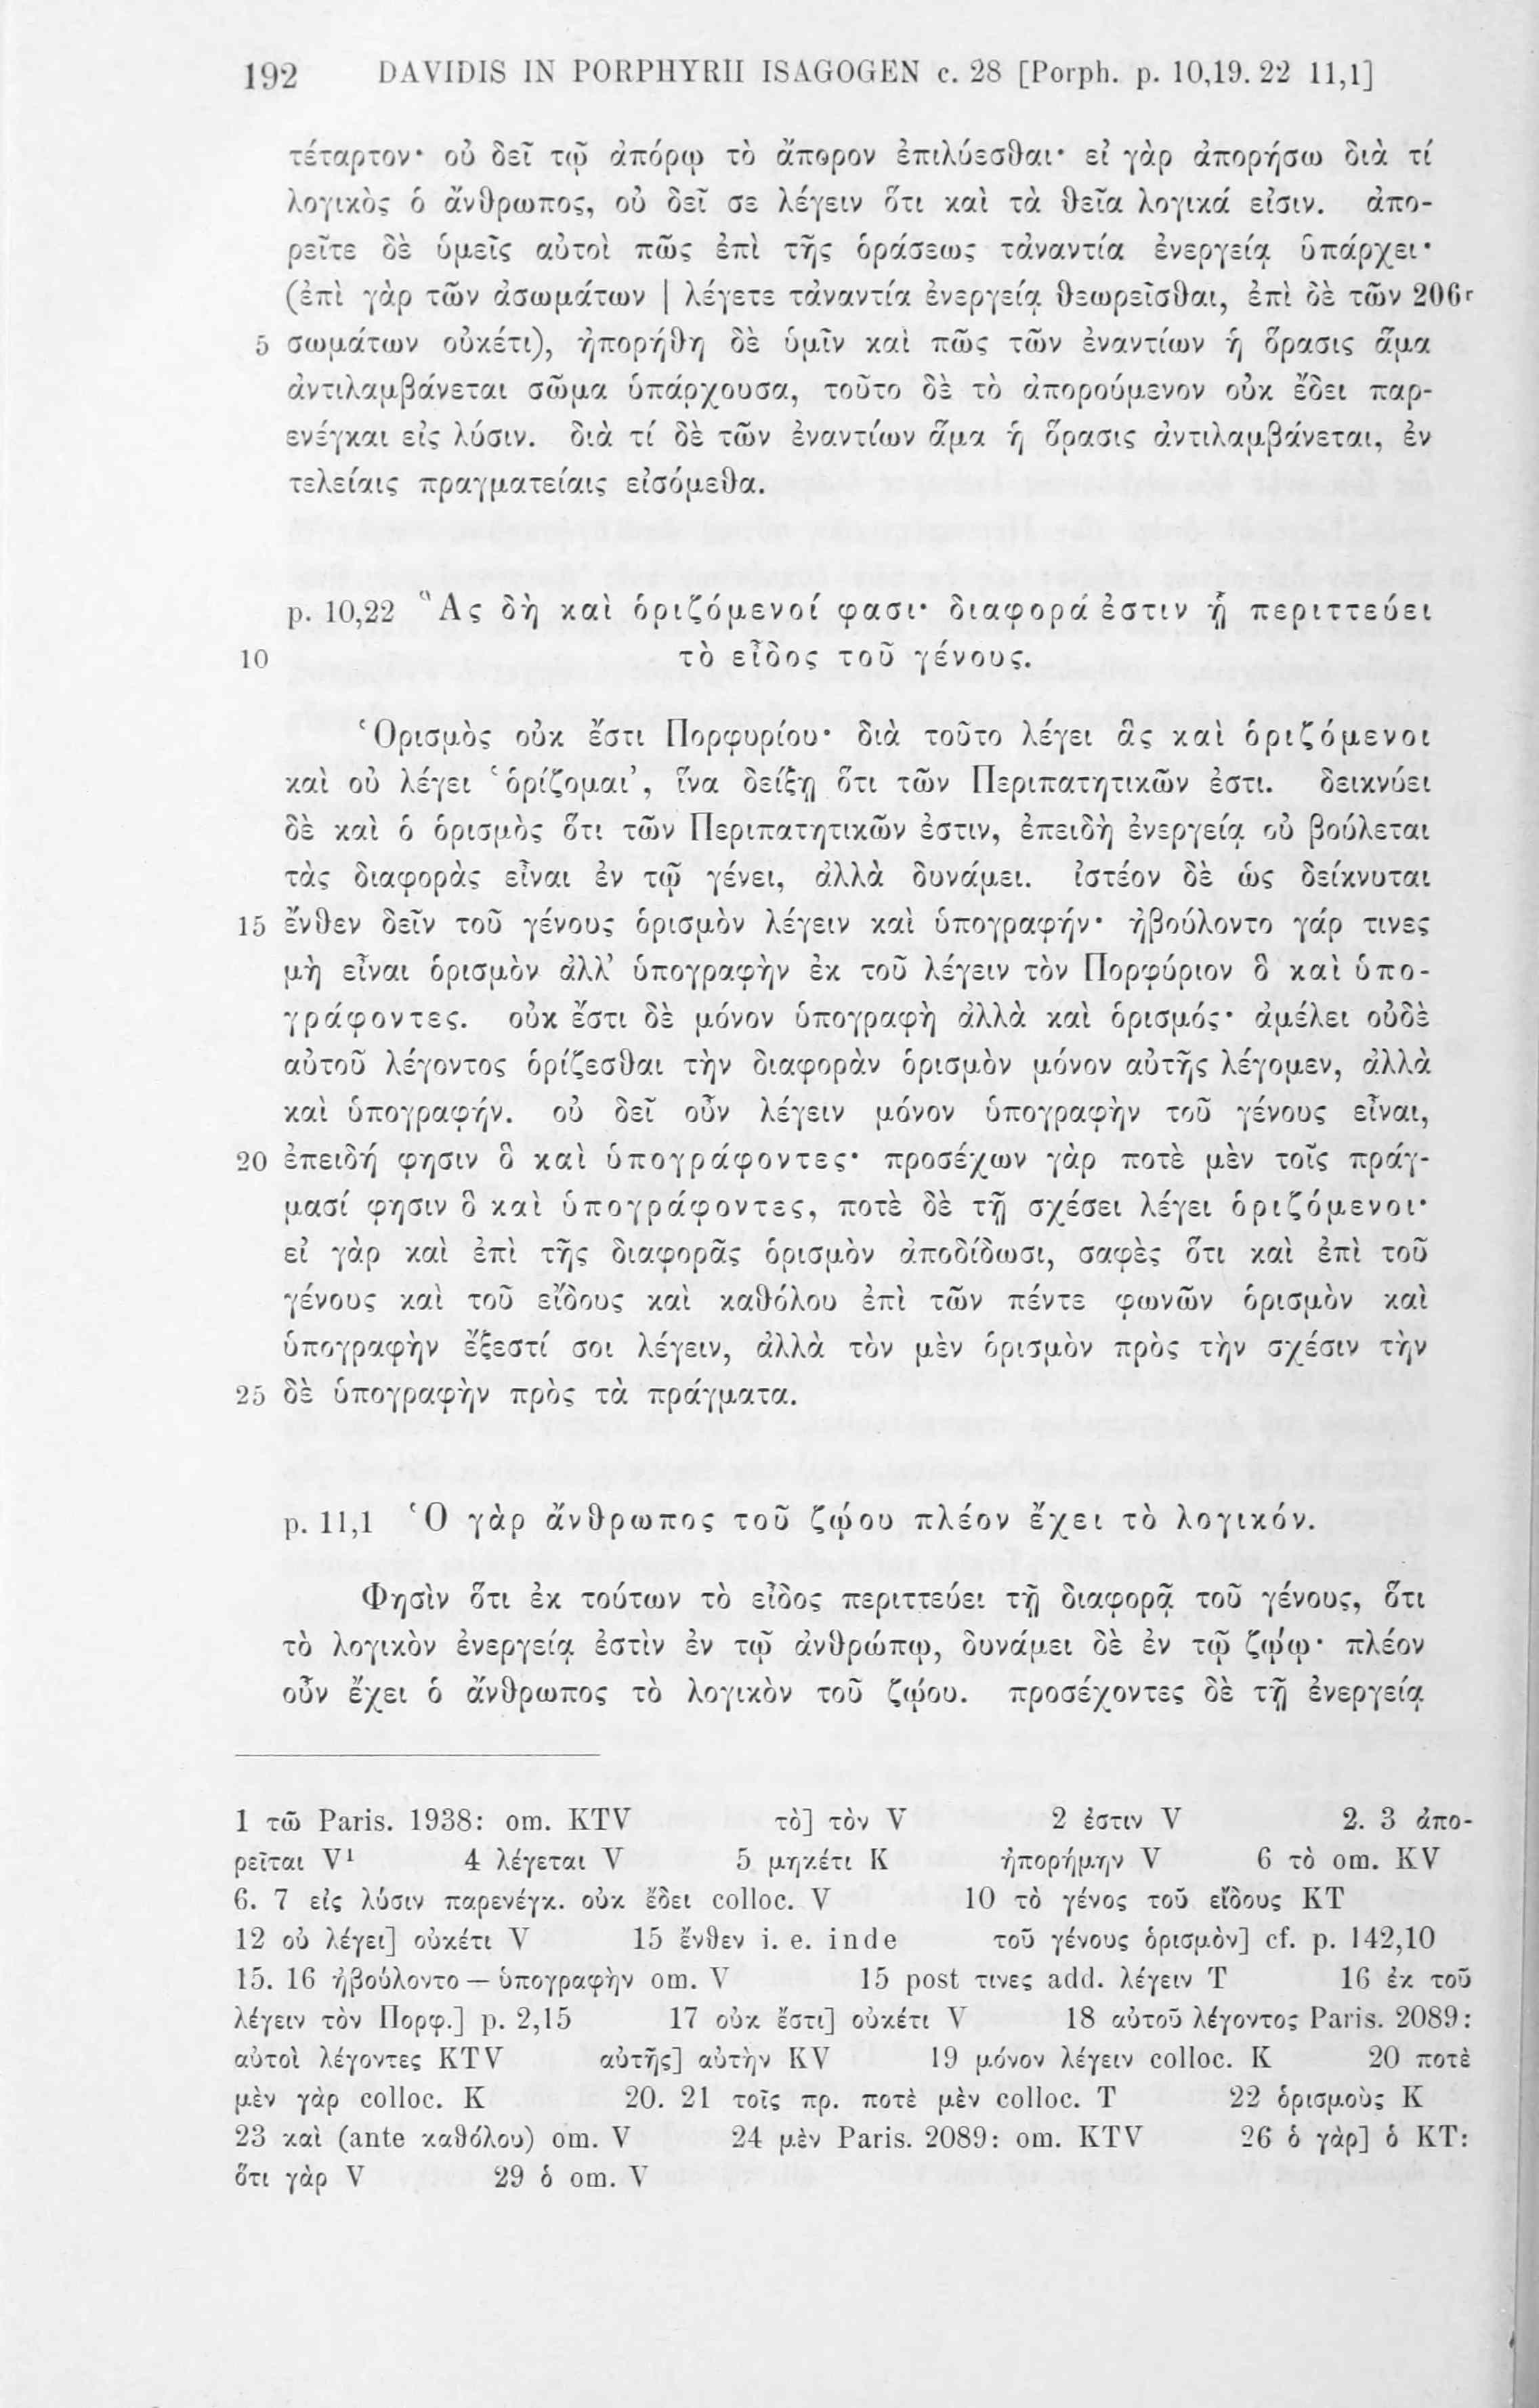 192 DAVIDIS IN PORPHYRII ISAGOGEN c. 28 [Porph. p. 10,19. 22 11,1]
τέταρτον· οὐ δεῖ τῷ ἀπόρῳ τὸ ἄπορον ἐπιλύεσθαι· εἰ γὰρ ἀπορήσω διὰ τί
λογικὸς ὁ ἄνθρωπος, οὐ δεῖ σε λέγειν ὅτι καὶ τὰ θεῖα λογικά εἰσιν. ἀπο-
ρεῖτε δὲ ὑμεῖς αὐτοὶ πῶς ἐπὶ τῆς ὁράσεως τἀναντία ἐνεργείᾳ ὑπάρχει·
(ἐπὶ γὰρ τῶν ἀσωμάτων | λέγετε τἀναντία ἐνεργείᾳ θεωρεῖσθαι, ἐπὶ δὲ τῶν 206r
5 σωμάτων οὐκέτι), ἠπορήθη δὲ ὑμῖν καὶ πῶς τῶν ἐναντίων ἡ ὅρασις ἅμα
ἀντιλαμβάνεται σῶμα ὑπάρχουσα, τοῦτο δὲ τὸ ἀπορούμενον οὐκ ἔδει παρ-
ενέγκαι εἰς λύσιν. διὰ τί δὲ τῶν ἐναντίων ἅμα ἡ ὅρασις ἀντιλαμβάνεται, ἐν
τελείαις πραγματείαις εἰσόμεθα.
p. 10,22 Ἃς δὴ καὶ ὁριζόμενοί φασι· διαφορά ἐστιν ᾗ περιττεύει
10 τὸ εἶδος τοῦ γένους.
Ὁρισμὸς οὐκ ἔστι Πορφυρίου· διὰ τοῦτο λέγει ἃς καὶ ὁριζόμενοι
καὶ οὐ λέγει ‘ὁρίζομαι’, ἵνα δείξῃ ὅτι τῶν Περιπατητικῶν ἐστι. δεικνύει
δὲ καὶ ὁ ὁρισμὸς ὅτι τῶν Περιπατητικῶν ἐστιν, ἐπειδὴ ἐνεργείᾳ οὐ βούλεται
τὰς διαφορὰς εἶναι ἐν τῷ γένει, ἀλλὰ δυνάμει. ἰστέον δὲ ὡς δείκνυται
15 ἔνθεν δεῖν τοῦ γένους ὁρισμὸν λέγειν καὶ ὑπογραφήν· ἠβούλοντο γάρ τινες
μὴ εἶναι ὁρισμὸν ἀλλ’ ὑπογραφὴν ἐκ τοῦ λέγειν τὸν Πορφύριον ὃ καὶ ὑπο-
γράφοντες. οὐκ ἔστι δὲ μόνον ὑπογραφὴ ἀλλὰ καὶ ὁρισμός· ἀμέλει οὐδὲ
αὐτοῦ λέγοντος ὁρίζεσθαι τὴν διαφορὰν ὁρισμὸν μόνον αὐτῆς λέγομεν, ἀλλὰ
καὶ ὑπογραφήν. οὐ δεῖ οὖν λέγειν μόνον ὑπογραφὴν τοῦ γένους εἶναι,
20 ἐπειδή φησιν ὃ καὶ ὑπογράφοντες· προσέχων γὰρ ποτὲ μὲν τοῖς πράγ-
μασί φησιν ὃ καὶ ὑπογράφοντες, ποτὲ δὲ τῇ σχέσει λέγει ὁριζόμενοι·
εἰ γὰρ καὶ ἐπὶ τῆς διαφορᾶς ὁρισμὸν ἀποδίδωσι, σαφὲς ὅτι καὶ ἐπὶ τοῦ
γένους καὶ τοῦ εἴδους καὶ καθόλου ἐπὶ τῶν πέντε φωνῶν ὁρισμὸν καὶ
ὑπογραφὴν ἔξεστί σοι λέγειν, ἀλλὰ τὸν μὲν ὁρισμὸν πρὸς τὴν σχέσιν τὴν
25 δὲ ὑπογραφὴν πρὸς τὰ πράγματα.
p. 11,1 Ὁ γὰρ ἄνθρωπος τοῦ ζῴου πλέον ἔχει τὸ λογικόν.
Φησὶν ὅτι ἐκ τούτων τὸ εἶδος περιττεύει τῇ διαφορᾷ τοῦ γένους, ὅτι
τὸ λογικὸν ἐνεργείᾳ ἐστὶν ἐν τῷ ἀνθρώπῳ, δυνάμει δὲ ἐν τῷ ζῴῳ· πλέον
οὖν ἔχει ὁ ἄνθρωπος τὸ λογικὸν τοῦ ζῴου. προσέχοντες δὲ τῇ ἐνεργείᾳ
1 τῶ Paris. 1938: om. KTV τὸ] τὸν V 2 ἐστιν V 2. 3 ἀπο-
ρεῖται V¹ 4 λέγεται V 5 μηκέτι K ἠπορήμην V 6 τὸ om. KV
6. 7 εἰς λύσιν παρενέγκ. οὐκ ἔδει colloc. V 10 τὸ γένος τοῦ εἴδους KT
12 οὐ λέγει] οὐκέτι V 15 ἔνθεν i. e. inde τοῦ γένους ὁρισμὸν] cf. p. 142,10
15. 16 ἠβούλοντο — ὑπογραφὴν om. V 15 post τινες add. λέγειν T 16 ἐκ τοῦ
λέγειν τὸν Πορφ.] p. 2,15 17 οὐκ ἔστι] οὐκέτι V 18 αὐτοῦ λέγοντος Paris. 2089:
αὐτοὶ λέγοντες KTV αὐτῆς] αὐτὴν KV 19 μόνον λέγειν colloc. K 20 ποτὲ
μὲν γὰρ colloc. K 20. 21 τοῖς πρ. ποτὲ μὲν colloc. T 22 ὁρισμοὺς K
23 καὶ (ante καθόλου) om. V 24 μὲν Paris. 2089: om. KTV 26 ὁ γὰρ] ὁ KT:
ὅτι γὰρ V 29 ὁ om. V